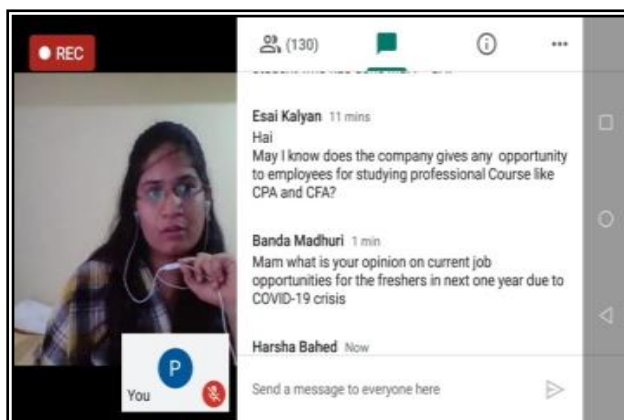 REC
(130)
Esai Kalyan 11 mins
Hai
May I know does the company gives any opportunity
to employees for studying professional Course like
CPA and CFA?
Banda Madhuri 1 min
Mam what is your opinion on current job
opportunities for the freshers in next one year due to
COVID-19 crisis
Harsha Bahed Now
P
You
Send a message to everyone here